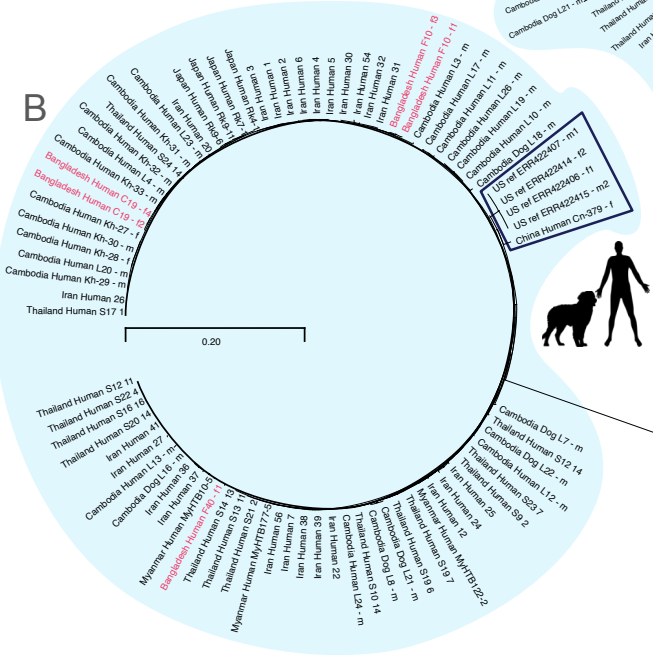 B
Cambodia Dog L21 - m
Thailand Human S17 1
Iran Human 26
Cambodia Human Kh-29 - m
Cambodia Human L20 - m
Cambodia Human Kh-28 - f
Cambodia Human Kh-30 - m
Cambodia Human Kh-27 - f
Bangladesh Human C19 - f2
Bangladesh Human C19 - f4
Cambodia Human Kh-33 - m
Cambodia Human L4 - m
Cambodia Human Kh-32 - m
Thailand Human S24 14
Cambodia Human Kh-31 - m
Cambodia Human L23 - m
Iran Human 20
Japan Human Rk9-6
Iran Human 3
Iran Human 1
Iran Human 2
Iran Human 6
Iran Human 4
Iran Human 5
Iran Human 30
Iran Human 54
Iran Human 32
Iran Human 31
Bangladesh Human F10 - f3
Bangladesh Human F10 - f1
Cambodia Human L3 - m
Cambodia Human L17 - m
Cambodia Human L11 - m
Cambodia Human L26 - m
Cambodia Human L19 - m
Cambodia Human L10 - m
Cambodia Dog L18 - m
US ref ERR422407 - m1
US ref ERR422414 - f2
US ref ERR422406 - f1
US ref ERR422415 - m2
China Human Cn-379 - f
0.20
Cambodia Dog L7 - m
Thailand Human S12 14
Cambodia Dog L22 - m
Cambodia Human L12 - m
Thailand Human S23 7
Thailand Human S9 2
Iran Human 25
Iran Human 24
Iran Human 12
Myanmar Human MyHTB122-2
Thailand Human S19 7
Thailand Human S19 6
Cambodia Dog L21 - m
Cambodia Dog L8 - m
Thailand Human S10 14
Cambodia Human L24 - m
Iran Human 22
Iran Human 39
Iran Human 38
Iran Human 7
Iran Human 56
Myanmar Human MyHTB177-5
Thailand Human S21 2
Thailand Human S13 11
Thailand Human S14 13
Bangladesh Human F40 - f1
Myanmar Human MyHTB10-5
Iran Human 37
Iran Human 36
Cambodia Dog L16 - m
Cambodia Human L13 - m
Iran Human 27
Iran Human 41
Thailand Human S20 14
Thailand Human S16 16
Thailand Human S22 4
Thailand Human S12 11